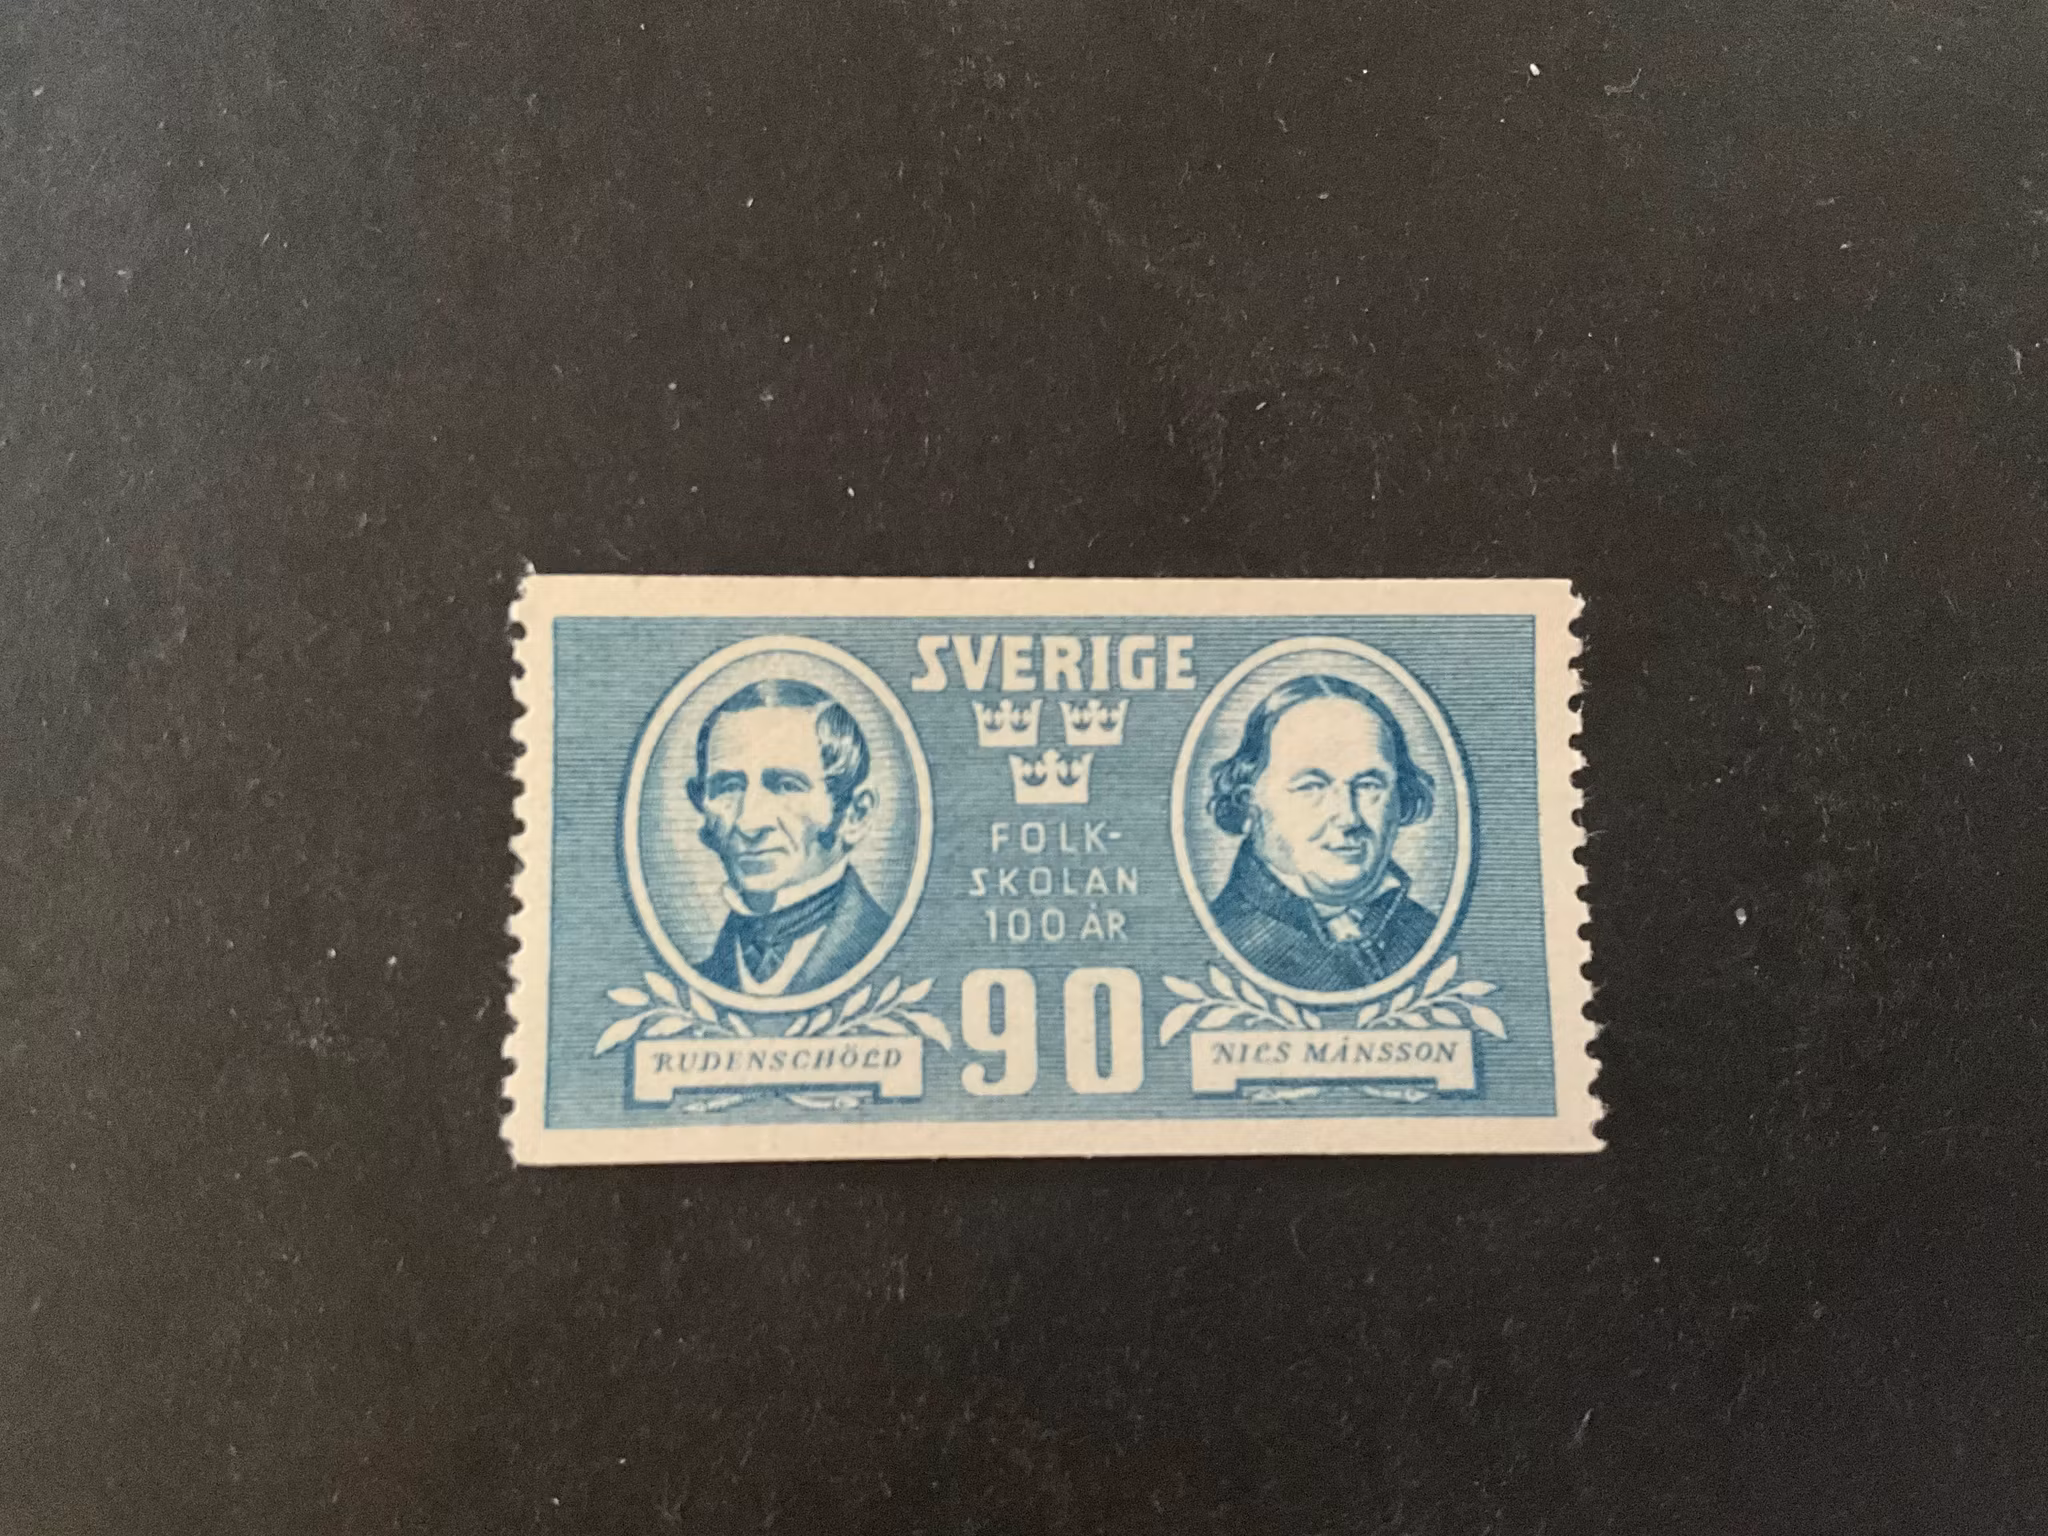 SVERIGE
FOLK-
SKOLAN
100 ÅR
90
RUDENSCHÖLD
NILS MÅNSSON